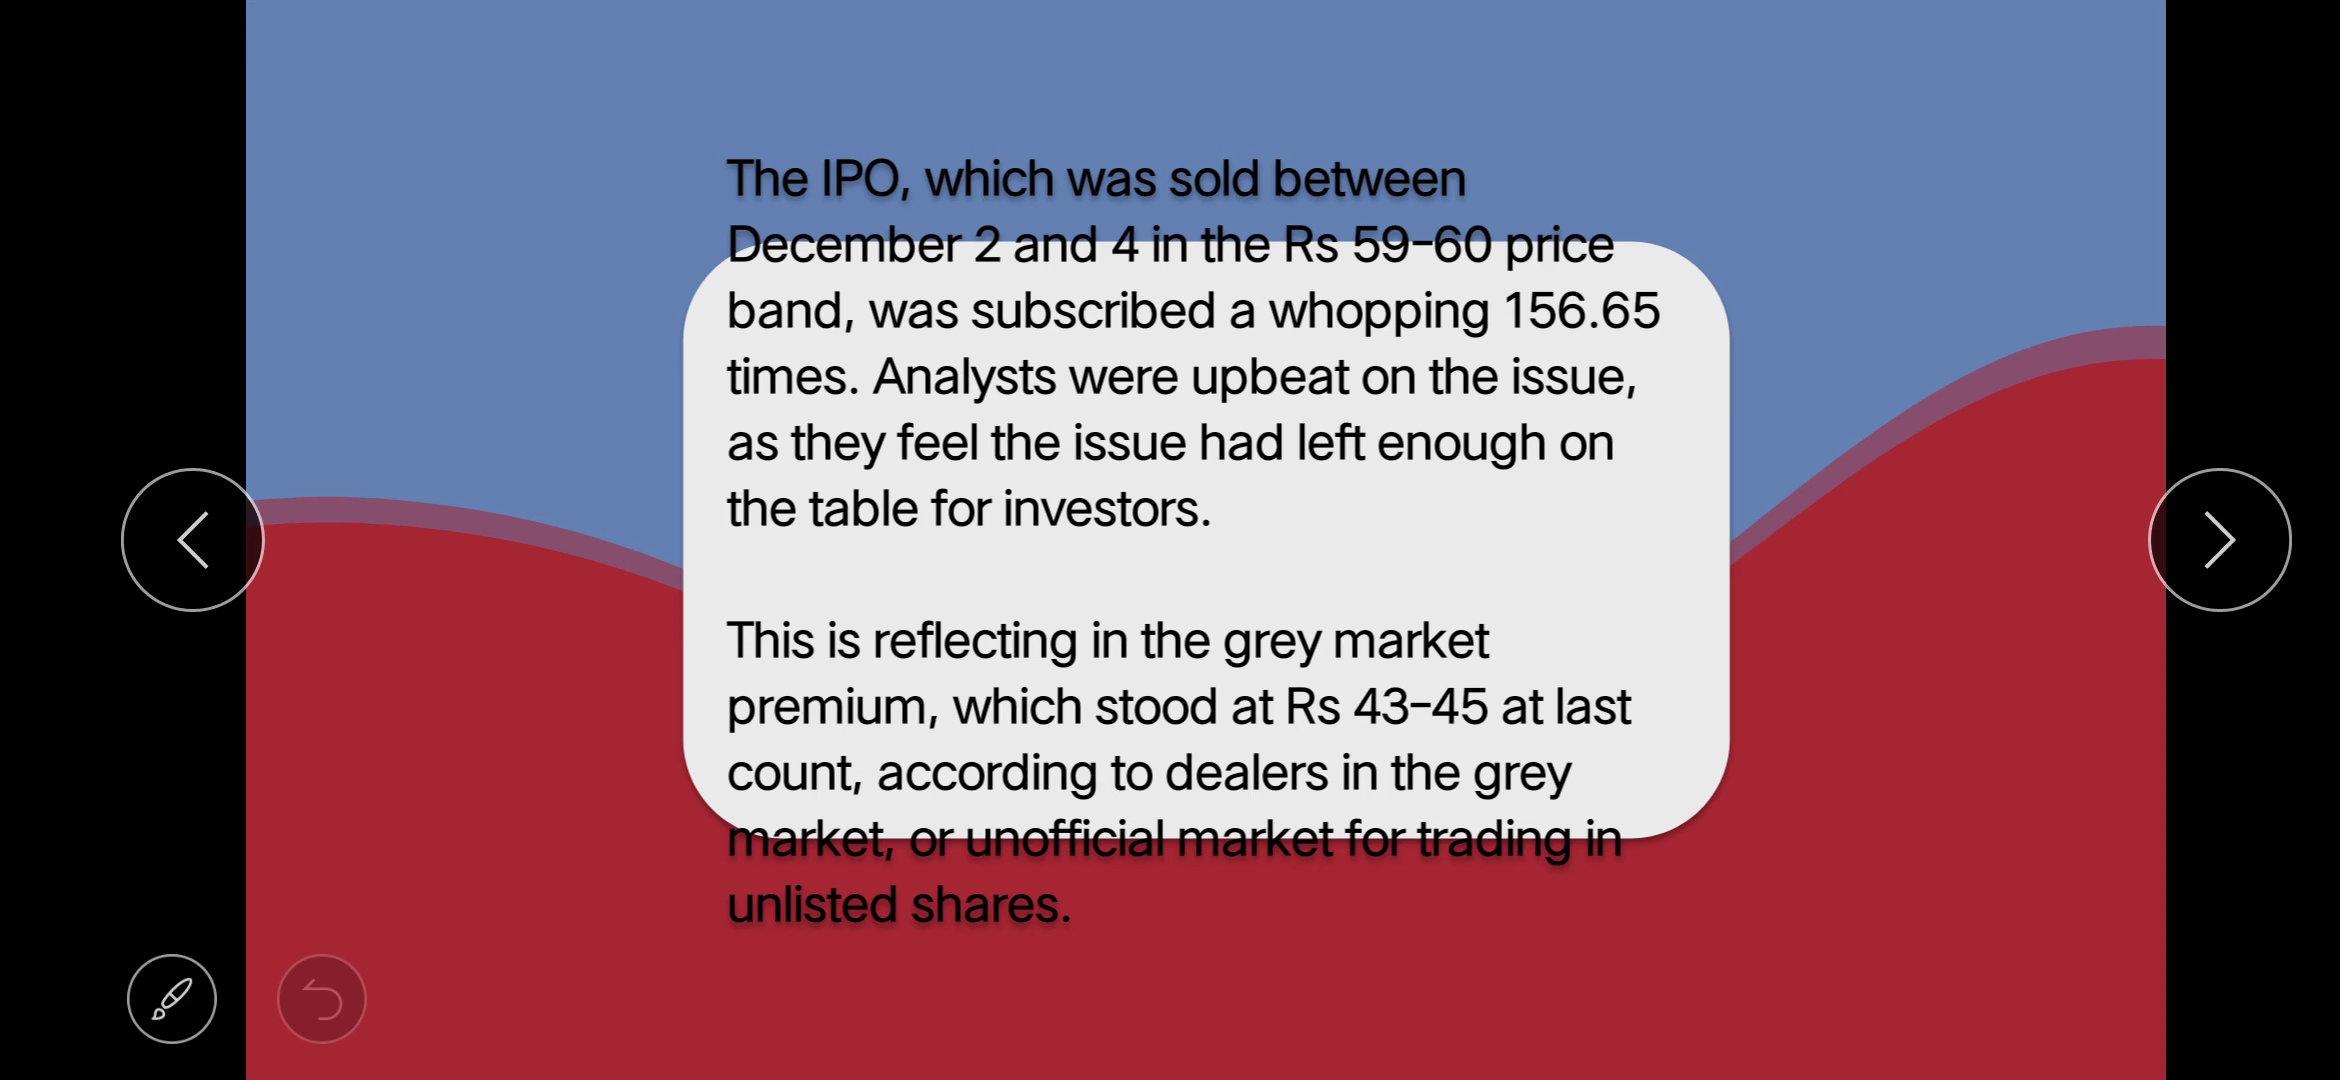 The IPO, which was sold between
December 2 and 4 in the Rs 59-60 price
band, was subscribed a whopping 156.65
times. Analysts were upbeat on the issue,
as they feel the issue had left enough on
the table for investors.
This is reflecting in the grey market
premium, which stood at Rs 43-45 at last
count, according to dealers in the grey
market, or unofficial market for trading in
unlisted shares.